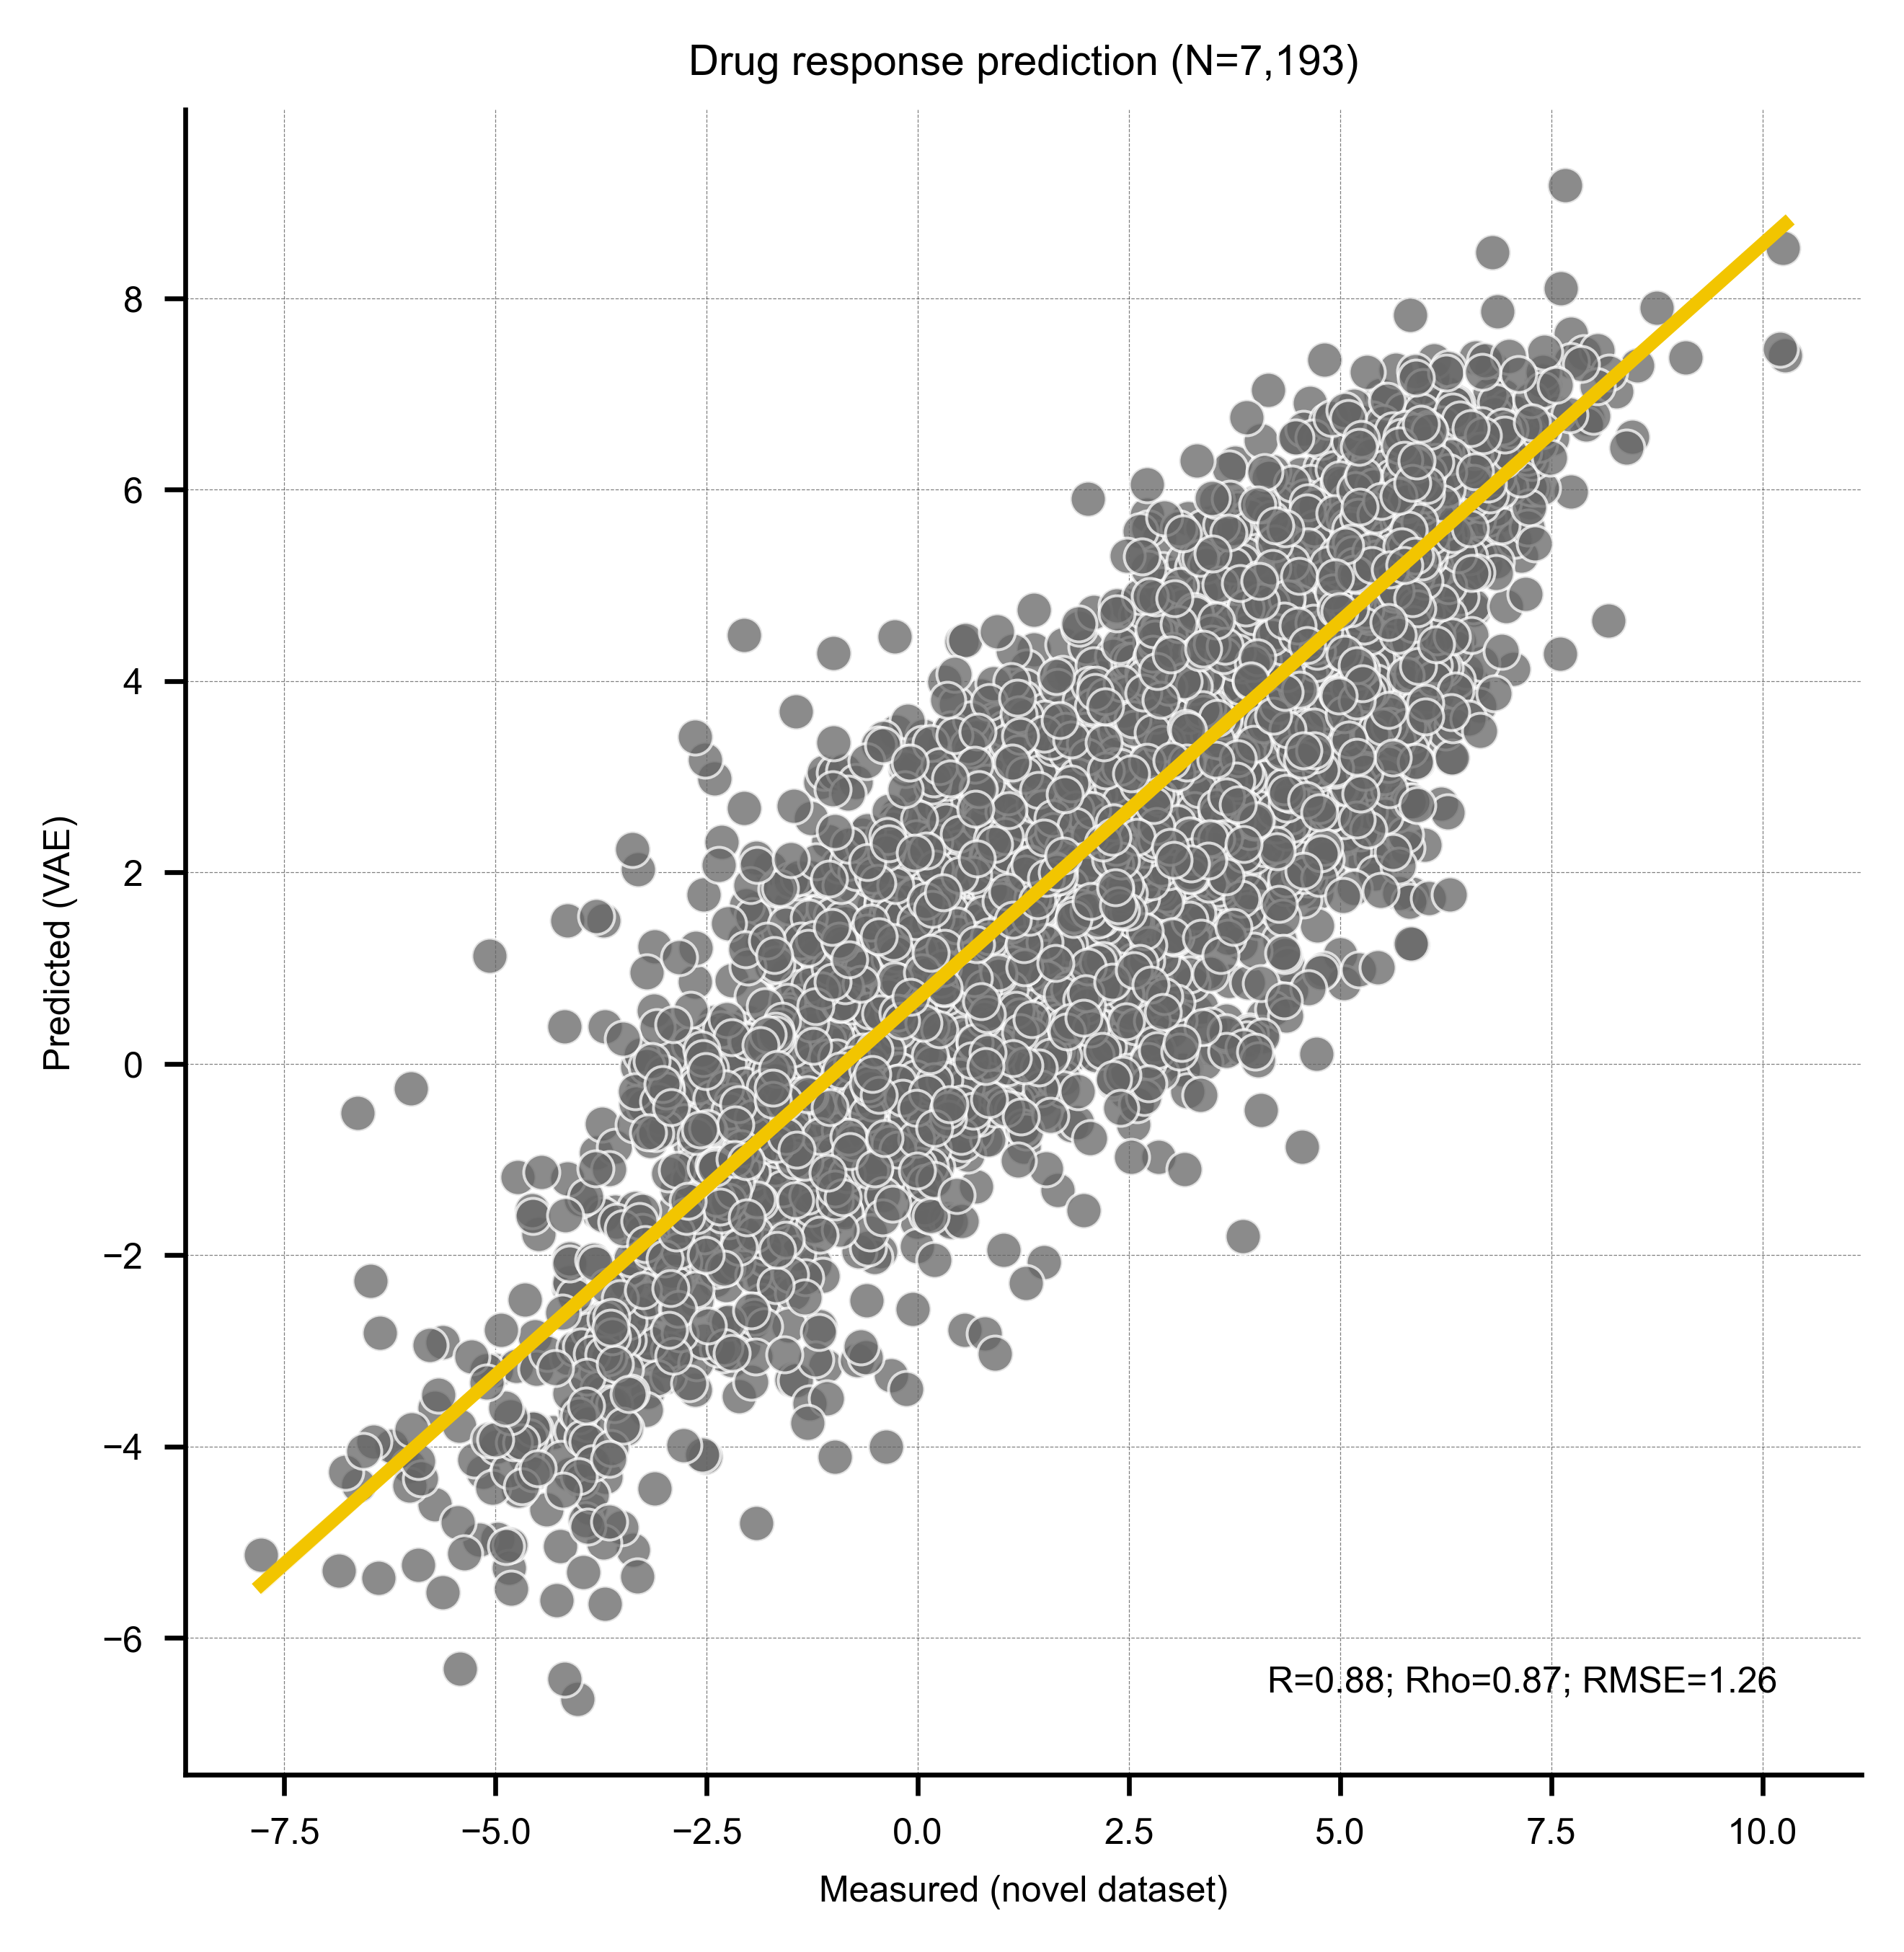 Drug response prediction (N=7,193)
8
6
4
2
0
−2
−4
−6
Predicted (VAE)
R=0.88; Rho=0.87; RMSE=1.26
−7.5 −5.0 −2.5 0.0 2.5 5.0 7.5 10.0
Measured (novel dataset)